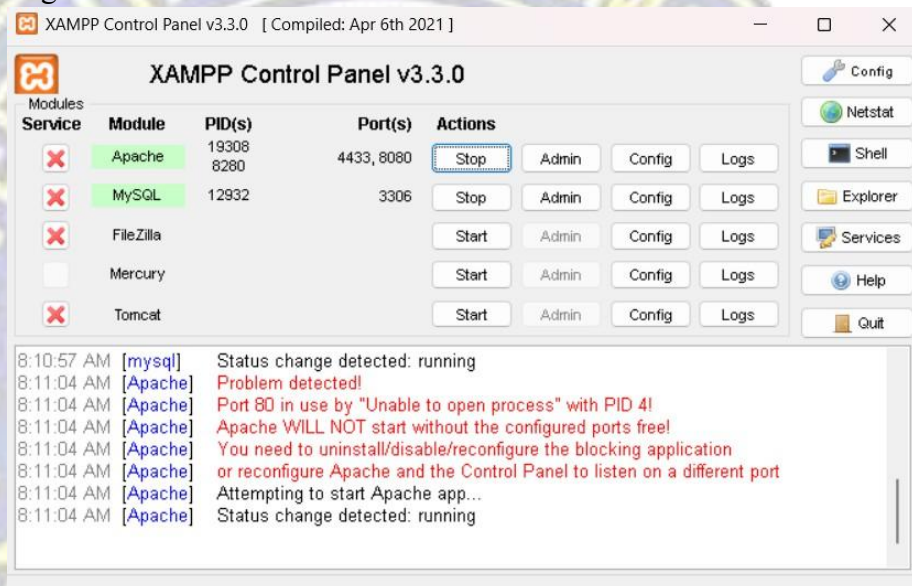 XAMPP Control Panel v3.3.0 [ Compiled: Apr 6th 2021 ]
XAMPP Control Panel v3.3.0
Config
Modules
Service Module PID(s) Port(s) Actions
Netstat
Apache 19308 8280 4433, 8080 Stop Admin Config Logs
Shell
MySQL 12932 3306 Stop Admin Config Logs
Explorer
FileZilla Start Admin Config Logs
Services
Mercury Start Admin Config Logs
Help
Tomcat Start Admin Config Logs
Quit
8:10:57 AM [mysql] Status change detected: running
8:11:04 AM [Apache] Problem detected!
8:11:04 AM [Apache] Port 80 in use by "Unable to open process" with PID 4!
8:11:04 AM [Apache] Apache WILL NOT start without the configured ports free!
8:11:04 AM [Apache] You need to uninstall/disable/reconfigure the blocking application
8:11:04 AM [Apache] or reconfigure Apache and the Control Panel to listen on a different port
8:11:04 AM [Apache] Attempting to start Apache app...
8:11:04 AM [Apache] Status change detected: running